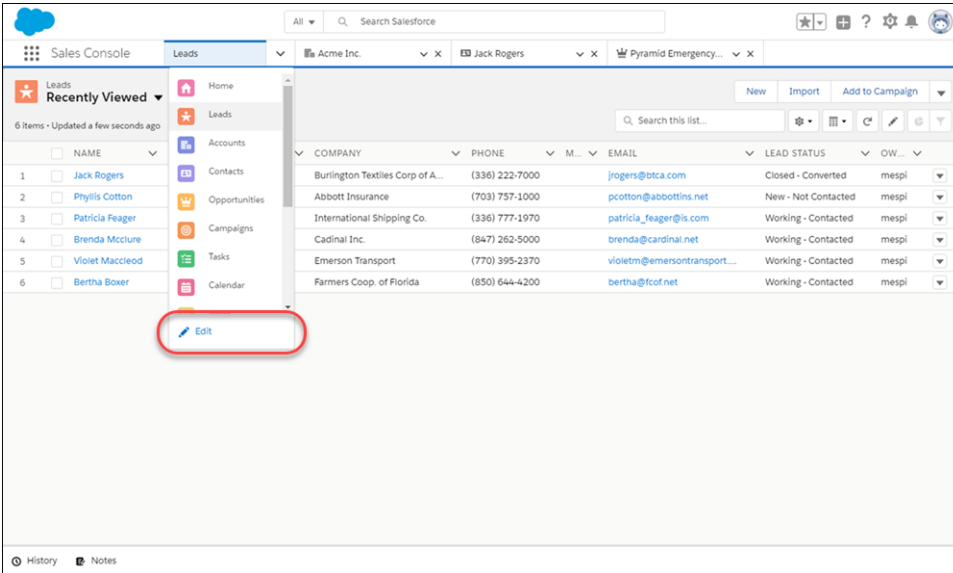 All Search Salesforce
Sales Console Leads Acme Inc. Jack Rogers Pyramid Emergency...
Leads
Recently Viewed
6 items • Updated a few seconds ago
New Import Add to Campaign
Search this list...
Home
Leads
Accounts
Contacts
Opportunities
Campaigns
Tasks
Calendar
Edit
NAME COMPANY PHONE M... EMAIL LEAD STATUS OW...
1 Jack Rogers Burlington Textiles Corp of A... (336) 222-7000 jrogers@btca.com Closed - Converted mespi
2 Phyllis Cotton Abbott Insurance (703) 757-1000 pcotton@abbottins.net New - Not Contacted mespi
3 Patricia Feager International Shipping Co. (336) 777-1970 patricia_feager@is.com Working - Contacted mespi
4 Brenda Mcclure Cadinal Inc. (847) 262-5000 brenda@cardinal.net Working - Contacted mespi
5 Violet Maccleod Emerson Transport (770) 395-2370 violetm@emersontransport.... Working - Contacted mespi
6 Bertha Boxer Farmers Coop. of Florida (850) 644-4200 bertha@fcof.net Working - Contacted mespi
History Notes